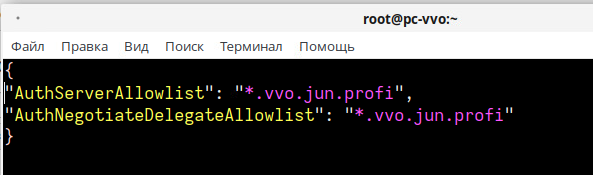 root@pc-vvo:~
Файл Правка Вид Поиск Терминал Помощь
{
"AuthServerAllowlist": "*.vvo.jun.profi",
"AuthNegotiateDelegateAllowlist": "*.vvo.jun.profi"
}